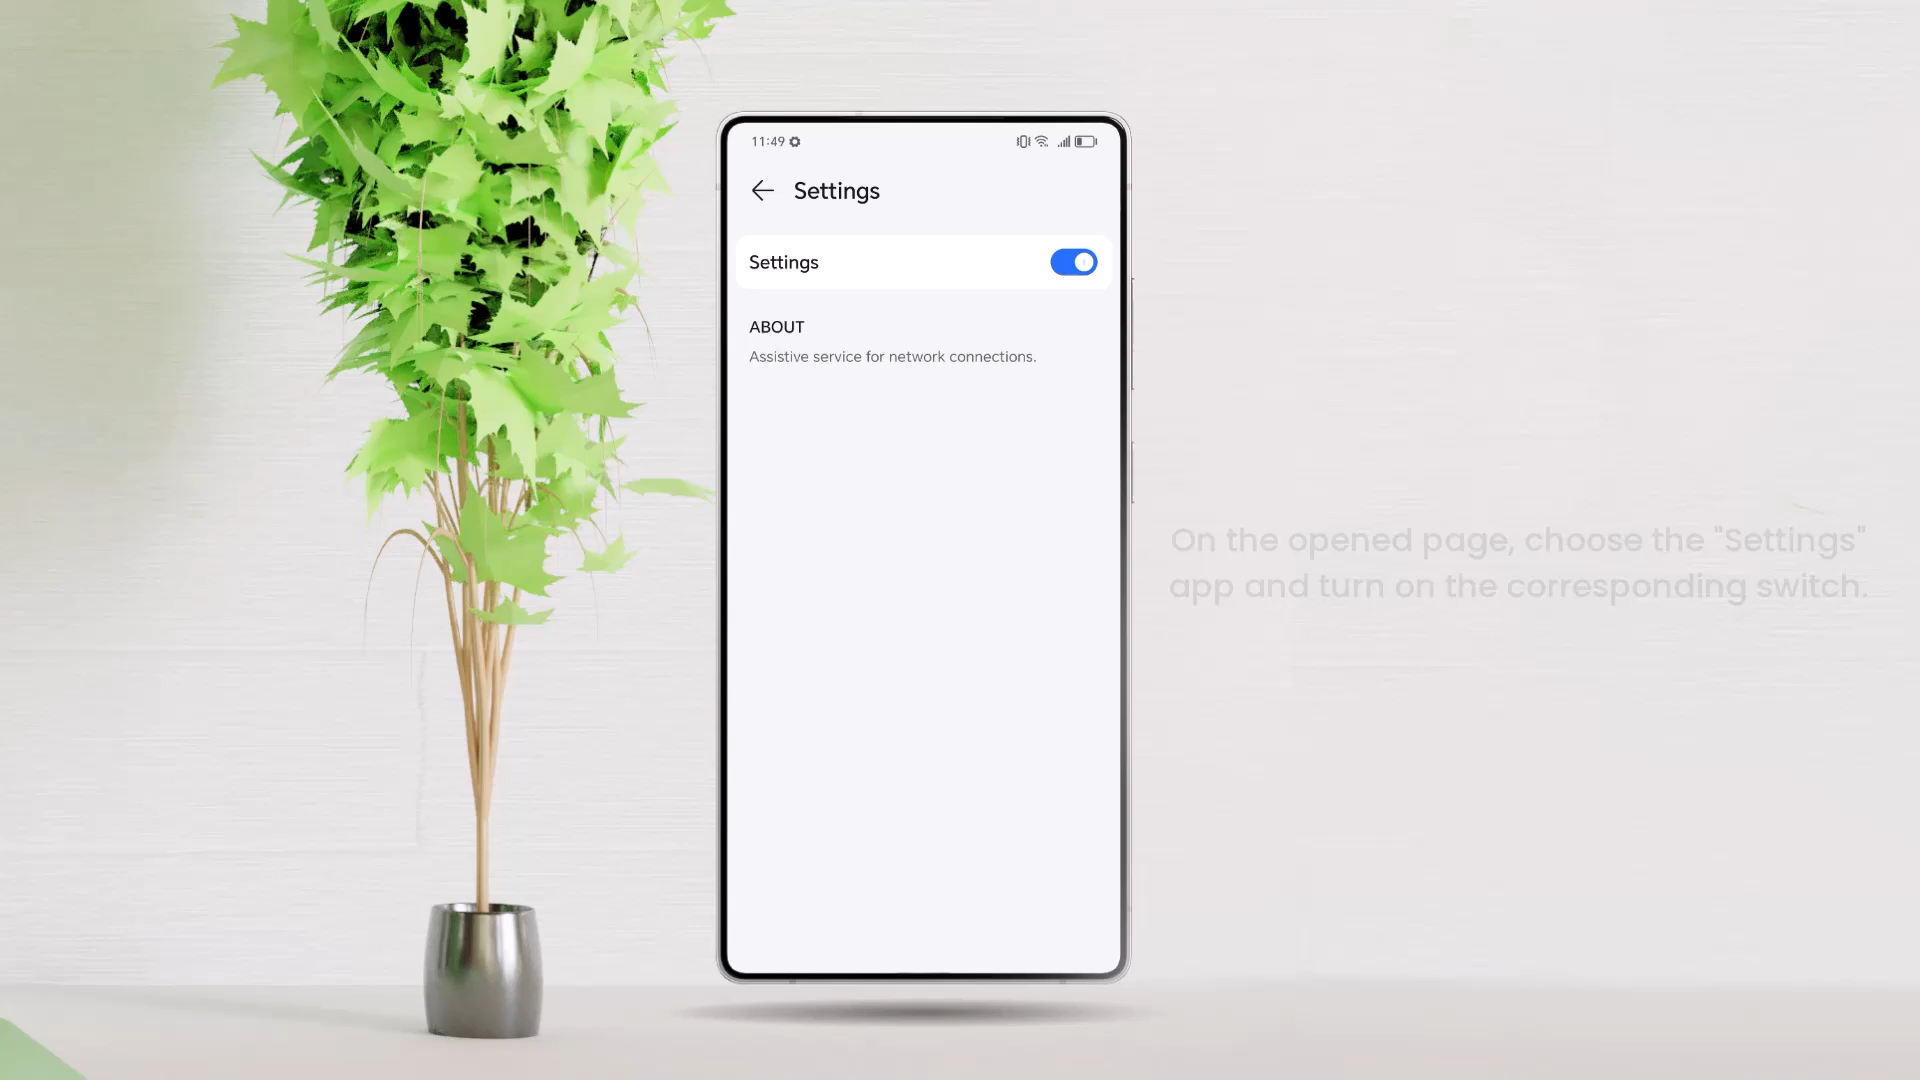 11:49
Settings
Settings
ABOUT
Assistive service for network connections.
On the opened page, choose the "Settings"
app and turn on the corresponding switch.